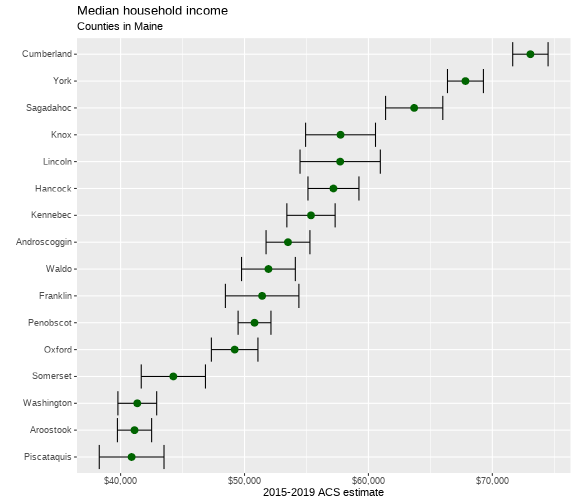 Median household income
Counties in Maine
Cumberland
York
Sagadahoc
Knox
Lincoln
Hancock
Kennebec
Androscoggin
Waldo
Franklin
Penobscot
Oxford
Somerset
Washington
Aroostook
Piscataquis
$40,000 $50,000 $60,000 $70,000
2015-2019 ACS estimate